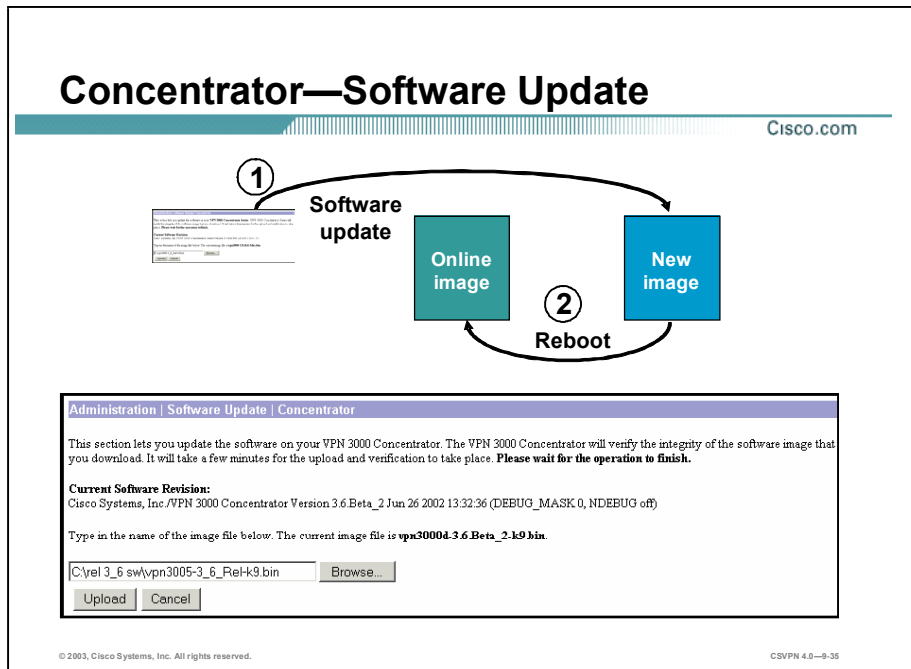 Concentrator—Software Update
Cisco.com
1
Software
update
Online
image
New
image
2
Reboot
Administration | Software Update | Concentrator
This section lets you update the software on your VPN 3000 Concentrator. The VPN 3000 Concentrator will verify the integrity of the software image that
you download. It will take a few minutes for the upload and verification to take place. Please wait for the operation to finish.
Current Software Revision:
Cisco Systems, Inc./VPN 3000 Concentrator Version 3.6.Beta_2 Jun 26 2002 13:32:36 (DEBUG_MASK 0, NDEBUG off)
Type in the name of the image file below. The current image file is vpn3000d-3.6.Beta_2-k9.bin.
C:\rel 3_6 sw\vpn3005-3_6_Rel-k9.bin
Browse...
Upload
Cancel
© 2003, Cisco Systems, Inc. All rights reserved.
CSVPN 4.0—9-35